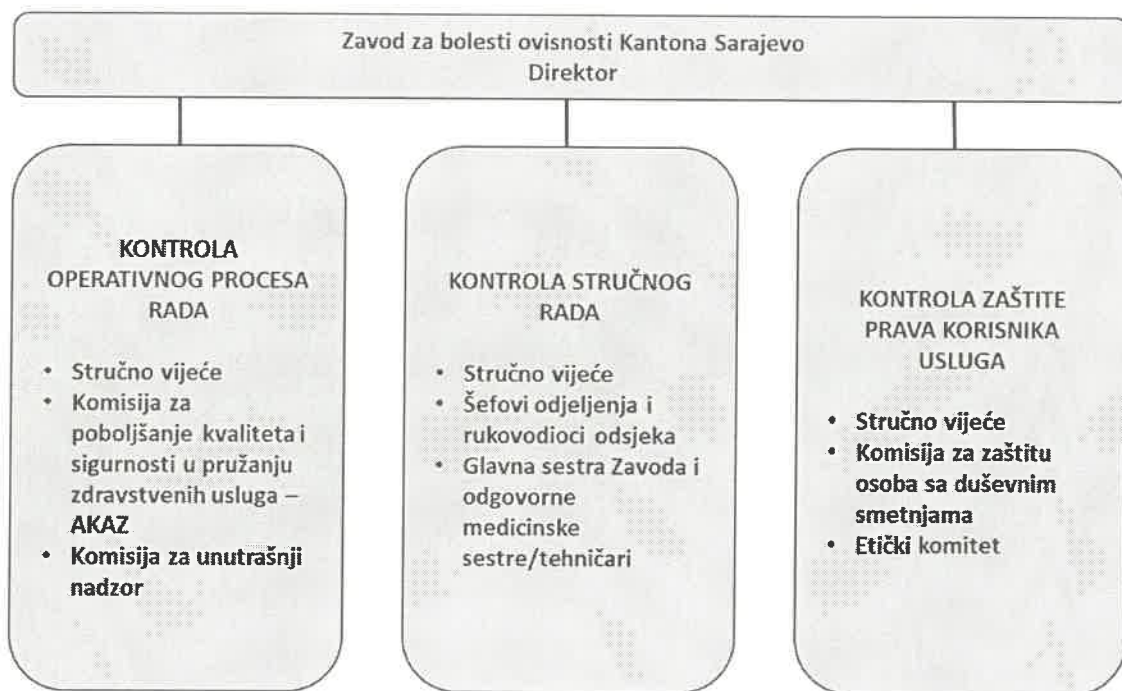 Zavod za bolesti ovisnosti Kantona Sarajevo
Direktor
KONTROLA
OPERATIVNOG PROCESA
RADA
• Stručno vijeće
• Komisija za
poboljšanje kvaliteta i
sigurnosti u pružanju
zdravstvenih usluga –
AKAZ
• Komisija za unutrašnji
nadzor
KONTROLA STRUČNOG
RADA
• Stručno vijeće
• Šefovi odjeljenja i
rukovodioci odsjeka
• Glavna sestra Zavoda i
odgovorne
medicinske
sestre/tehničari
KONTROLA ZAŠTITE
PRAVA KORISNIKA
USLUGA
• Stručno vijeće
• Komisija za zaštitu
osoba sa duševnim
smetnjama
• Etički komitet